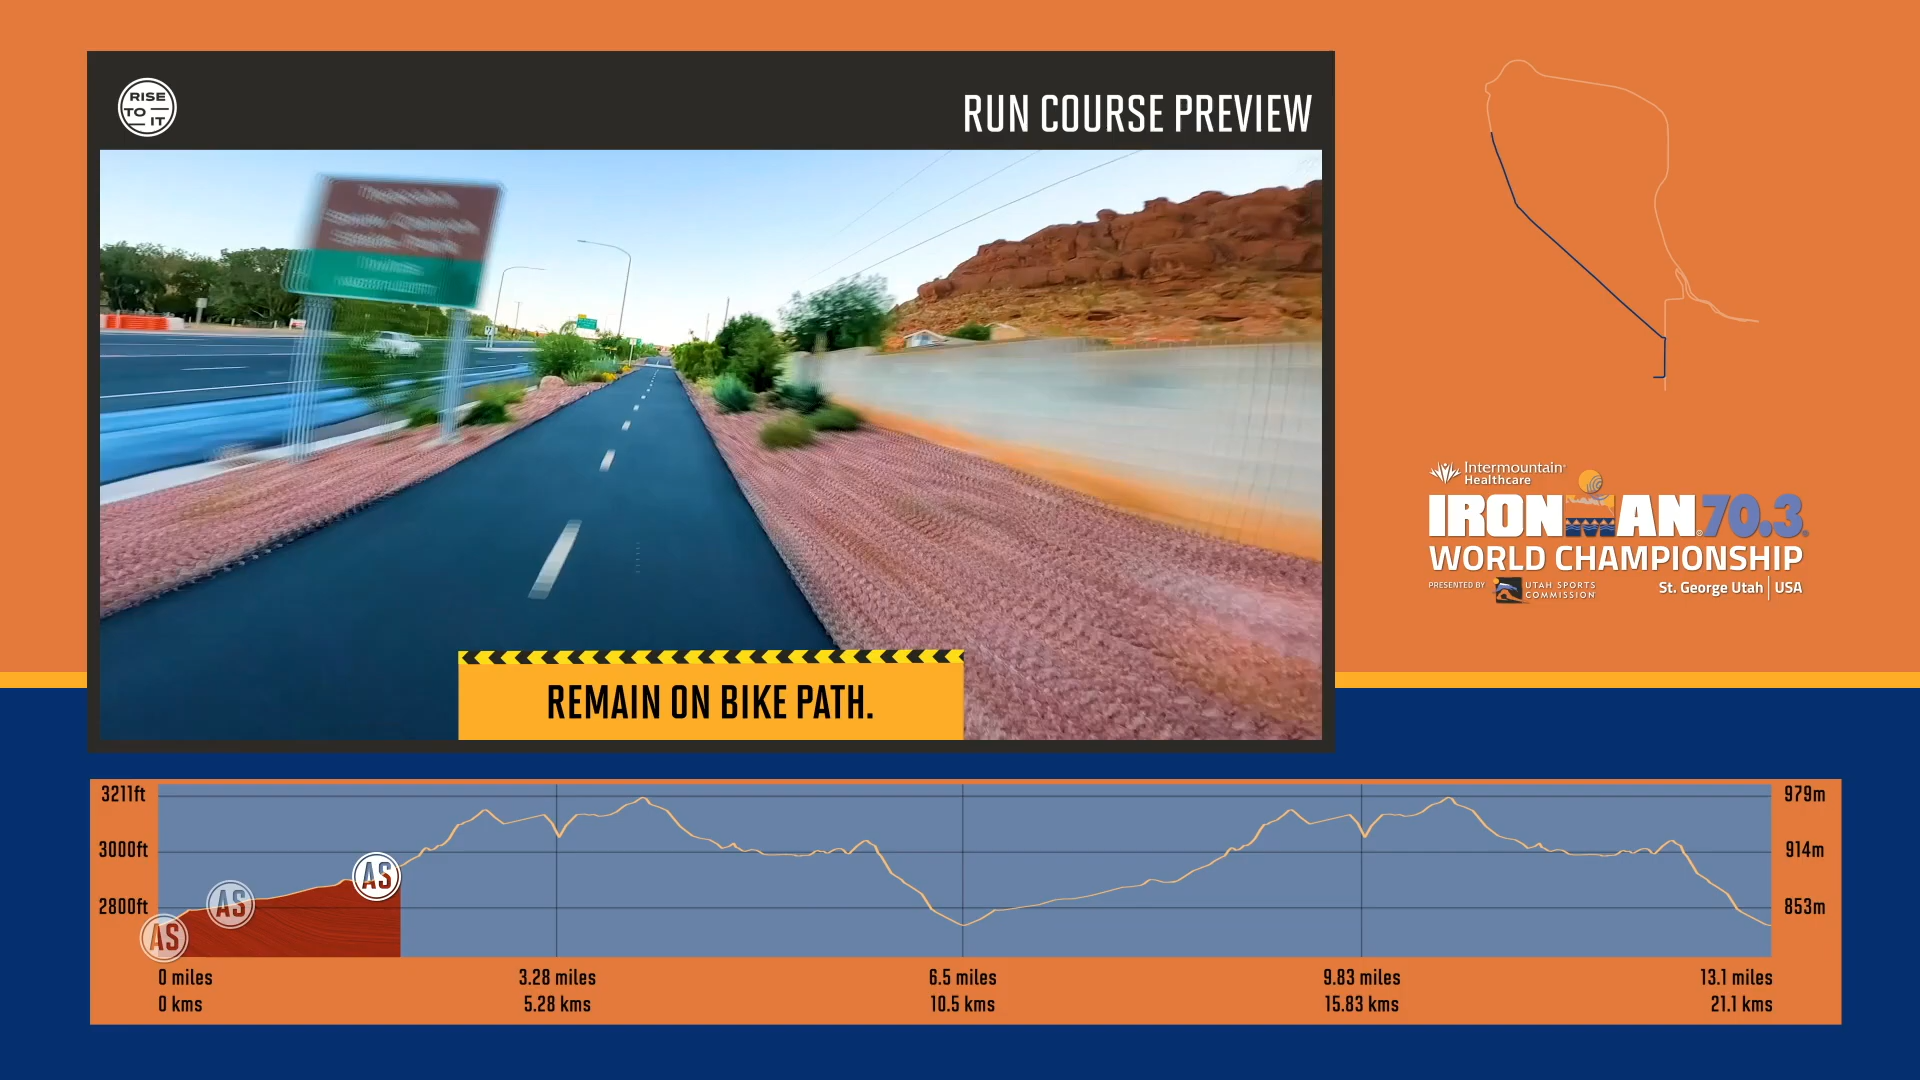 RISE
TO
IT
RUN COURSE PREVIEW
REMAIN ON BIKE PATH.
Intermountain
Healthcare
IRONMAN® 70.3®
WORLD CHAMPIONSHIP
PRESENTED BY
UTAH SPORTS
COMMISSION
St. George Utah | USA
3211ft
979m
3000ft
914m
2800ft
853m
AS
AS
AS
0 miles
0 kms
3.28 miles
5.28 kms
6.5 miles
10.5 kms
9.83 miles
15.83 kms
13.1 miles
21.1 kms